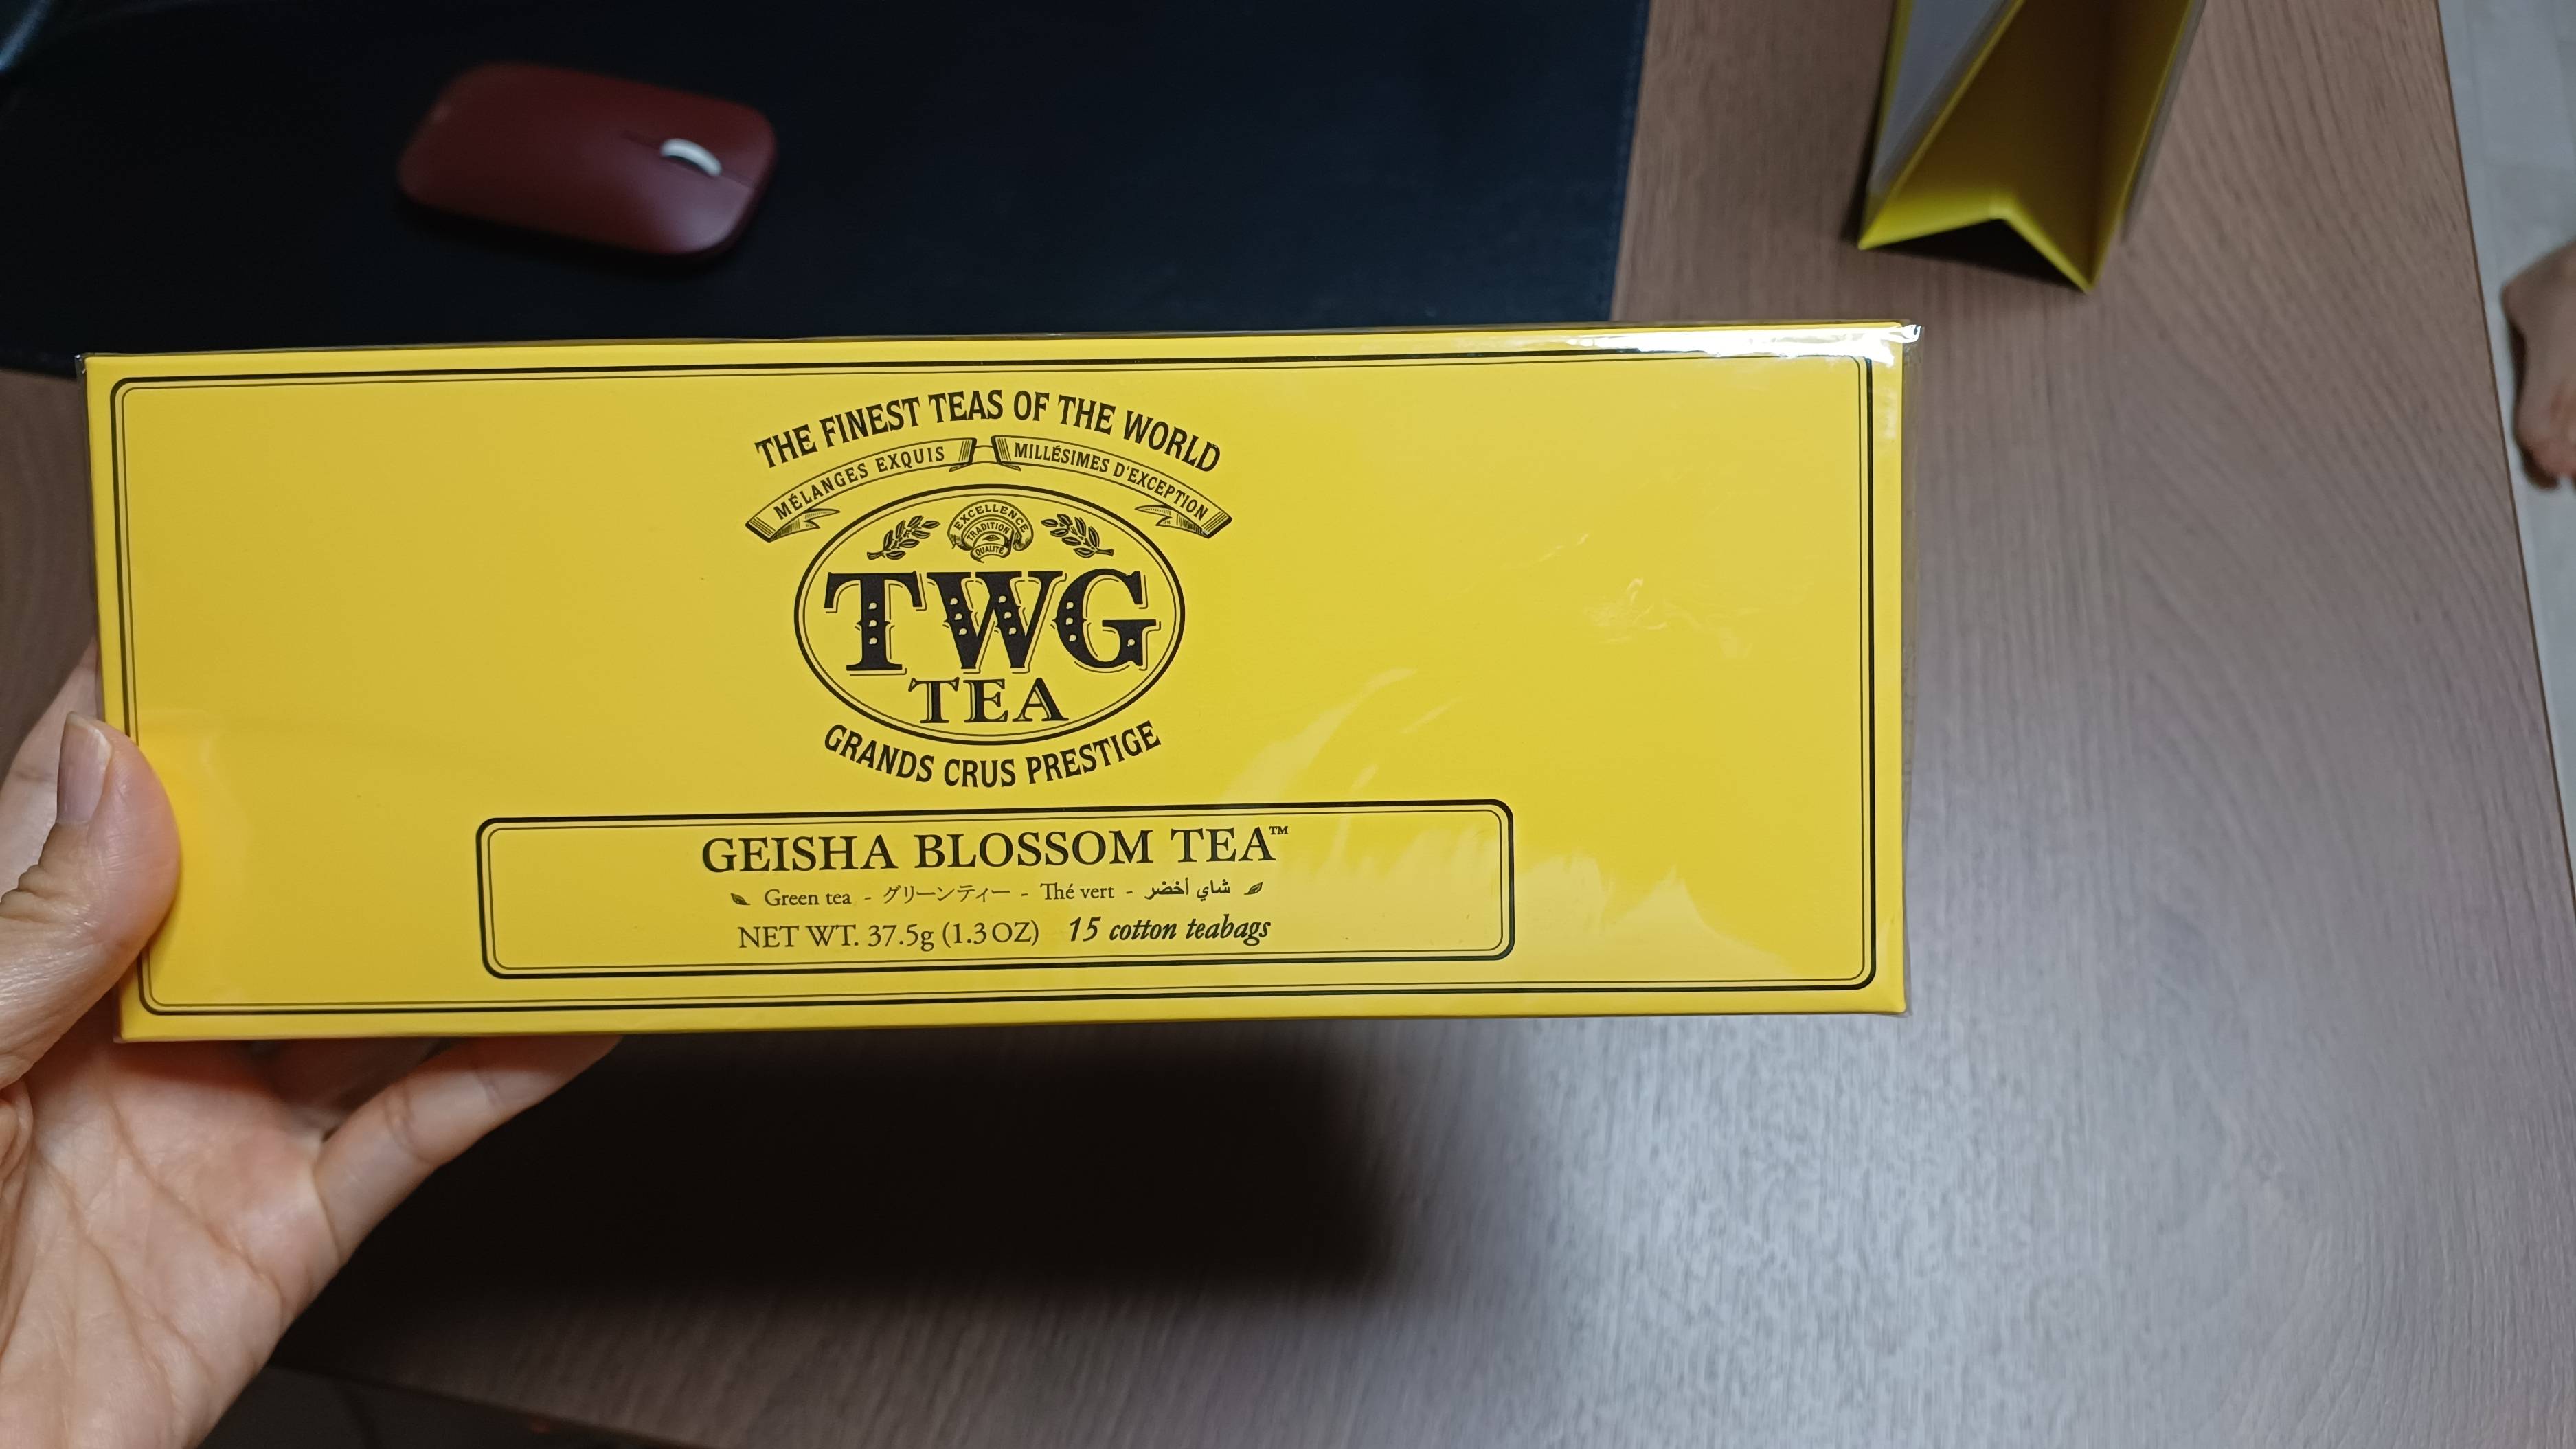 THE FINEST TEAS OF THE WORLD
MÉLANGES EXQUIS MILLÉSIMES D'EXCEPTION
EXCELLENCE
TRADITION
QUALITÉ
TWG
TEA
GRANDS CRUS PRESTIGE
GEISHA BLOSSOM TEA™
Green tea - グリーンティー - Thé vert - شاي أخضر
NET WT. 37.5g (1.3 OZ) 15 cotton teabags